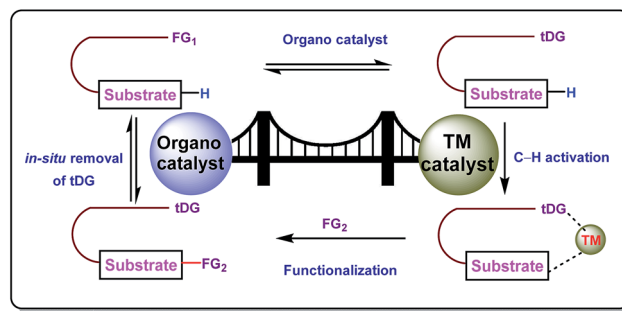 FG1
Organo catalyst
tDG
Substrate
H
Substrate
H
Organo
catalyst
TM
catalyst
in-situ removal
of tDG
C–H activation
tDG
FG2
tDG
TM
Substrate
FG2
Functionalization
Substrate